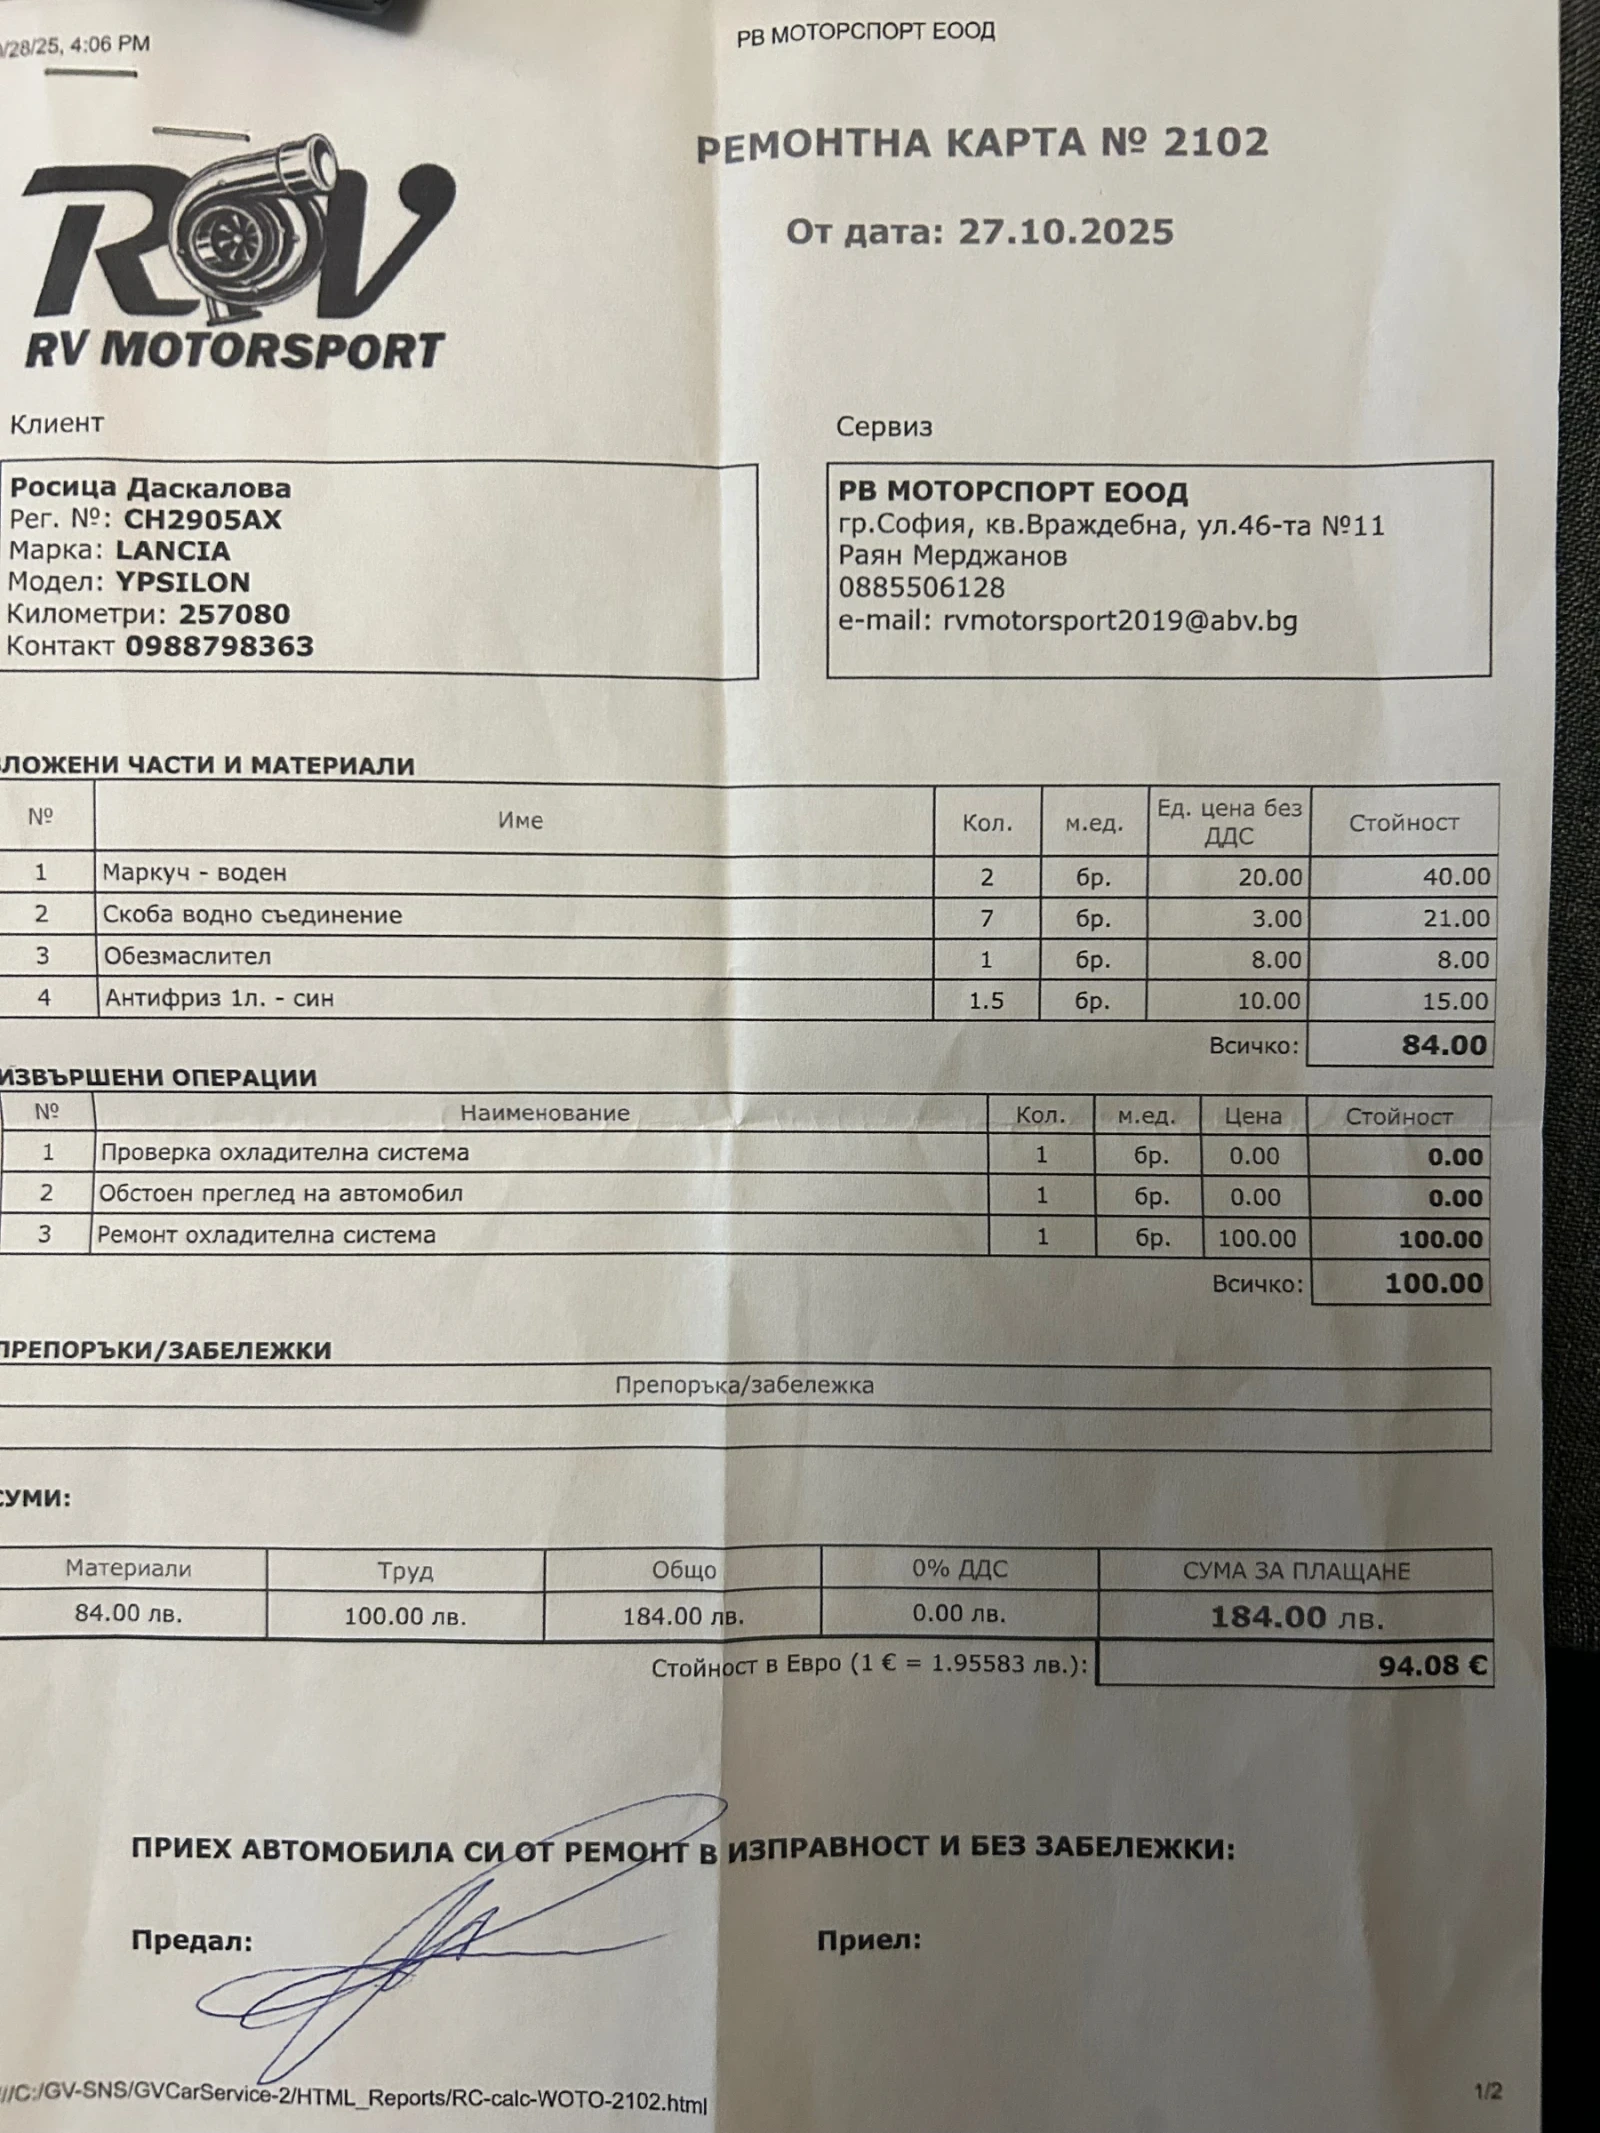 /28/25, 4:06 PM
РВ МОТОРСПОРТ ЕООД
РЕМОНТНА КАРТА № 2102
От дата: 27.10.2025
RV
RV MOTORSPORT
Клиент
Росица Даскалова
Рег. №: CH2905AX
Марка: LANCIA
Модел: YPSILON
Километри: 257080
Контакт 0988798363
Сервиз
РВ МОТОРСПОРТ ЕООД
гр.София, кв.Враждебна, ул.46-та №11
Раян Мерджанов
0885506128
e-mail: rvmotorsport2019@abv.bg
ЛОЖЕНИ ЧАСТИ И МАТЕРИАЛИ
№ Име Кол. м.ед. Ед. цена без ДДС Стойност
1 Маркуч - воден 2 бр. 20.00 40.00
2 Скоба водно съединение 7 бр. 3.00 21.00
3 Обезмаслител 1 бр. 8.00 8.00
4 Антифриз 1л. - син 1.5 бр. 10.00 15.00
Всичко: 84.00
ИЗВЪРШЕНИ ОПЕРАЦИИ
№ Наименование Кол. м.ед. Цена Стойност
1 Проверка охладителна система 1 бр. 0.00 0.00
2 Обстоен преглед на автомобил 1 бр. 0.00 0.00
3 Ремонт охладителна система 1 бр. 100.00 100.00
Всичко: 100.00
ПРЕПОРЪКИ/ЗАБЕЛЕЖКИ
Препоръка/забележка
СУМИ:
Материали Труд Общо 0% ДДС СУМА ЗА ПЛАЩАНЕ
84.00 лв. 100.00 лв. 184.00 лв. 0.00 лв. 184.00 лв.
Стойност в Евро (1 € = 1.95583 лв.): 94.08 €
ПРИЕХ АВТОМОБИЛА СИ ОТ РЕМОНТ В ИЗПРАВНОСТ И БЕЗ ЗАБЕЛЕЖКИ:
Предал:
Приел:
///C:/GV-SNS/GVCarService-2/HTML_Reports/RC-calc-WOTO-2102.html
1/2